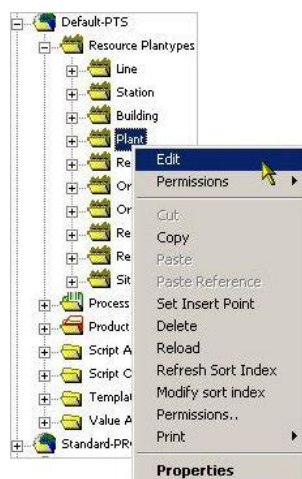 Default-PTS
Resource Plantypes
Line
Station
Building
Plant
Re
Or
Or
Re
Re
Sit
Process
Product
Script A
Script C
Templat
Value A
Standard-PR
Edit
Permissions
Cut
Copy
Paste
Paste Reference
Set Insert Point
Delete
Reload
Refresh Sort Index
Modify sort index
Permissions..
Print
Properties